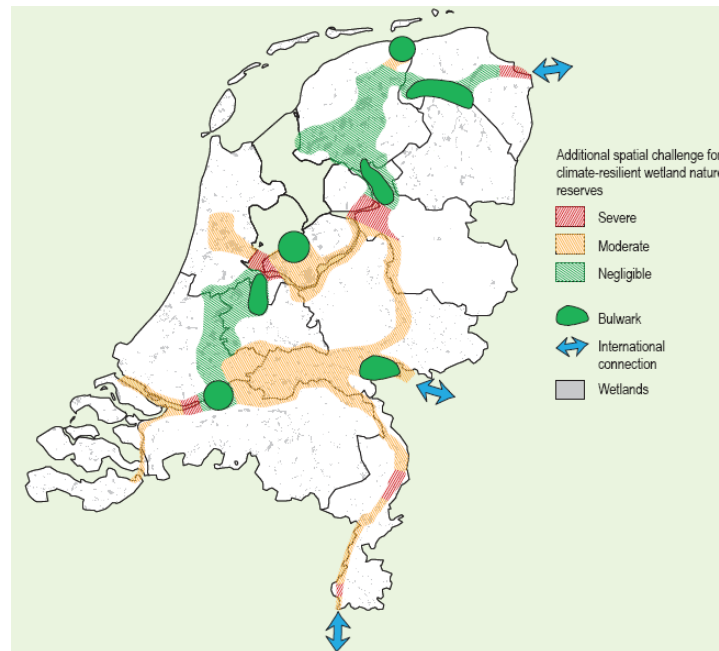 Additional spatial challenge for
climate-resilient wetland nature
reserves
Severe
Moderate
Negligible
Bulwark
International
connection
Wetlands